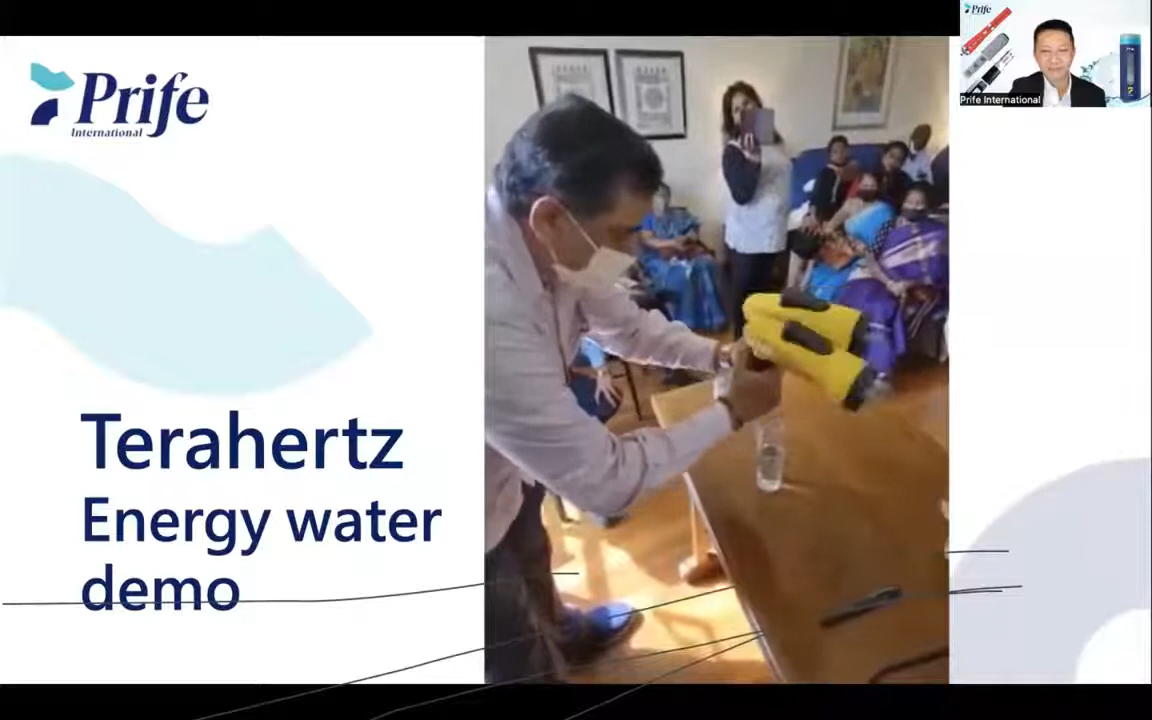 Prife
International
Prife
Prife International
Terahertz
Energy water
demo